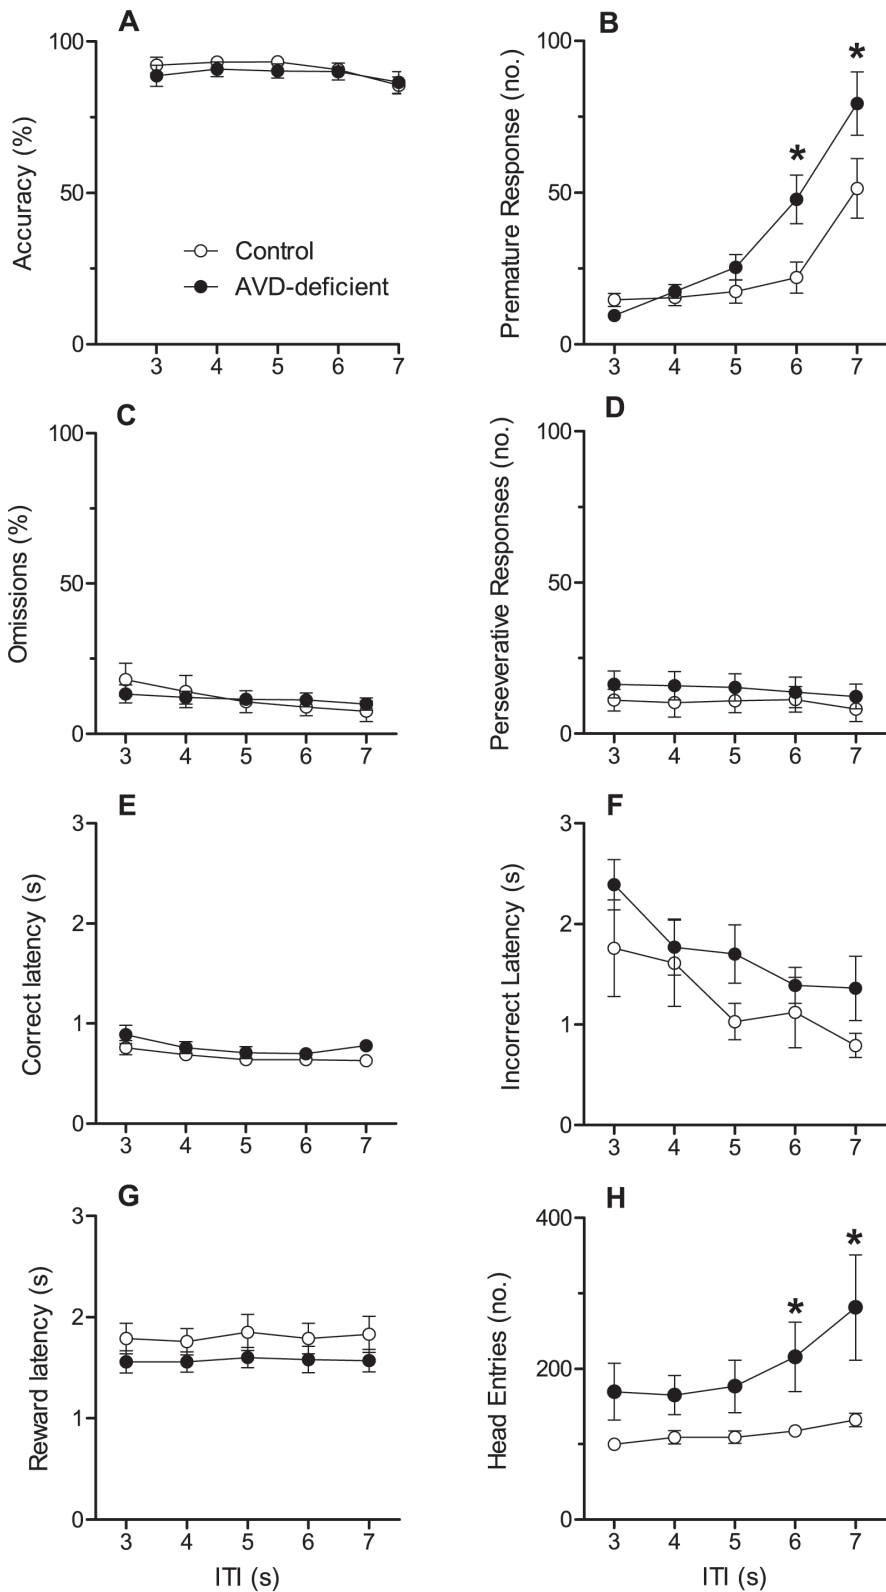 A
Accuracy (%)
100
50
0
Control
AVD-deficient
3 4 5 6 7
B
Premature Response (no.)
100
50
0
*
*
3 4 5 6 7
C
Omissions (%)
100
50
0
3 4 5 6 7
D
Perseverative Responses (no.)
100
50
0
3 4 5 6 7
E
Correct latency (s)
3
2
1
0
3 4 5 6 7
F
Incorrect Latency (s)
3
2
1
0
3 4 5 6 7
G
Reward latency (s)
3
2
1
0
3 4 5 6 7
ITI (s)
H
Head Entries (no.)
400
200
0
*
*
3 4 5 6 7
ITI (s)